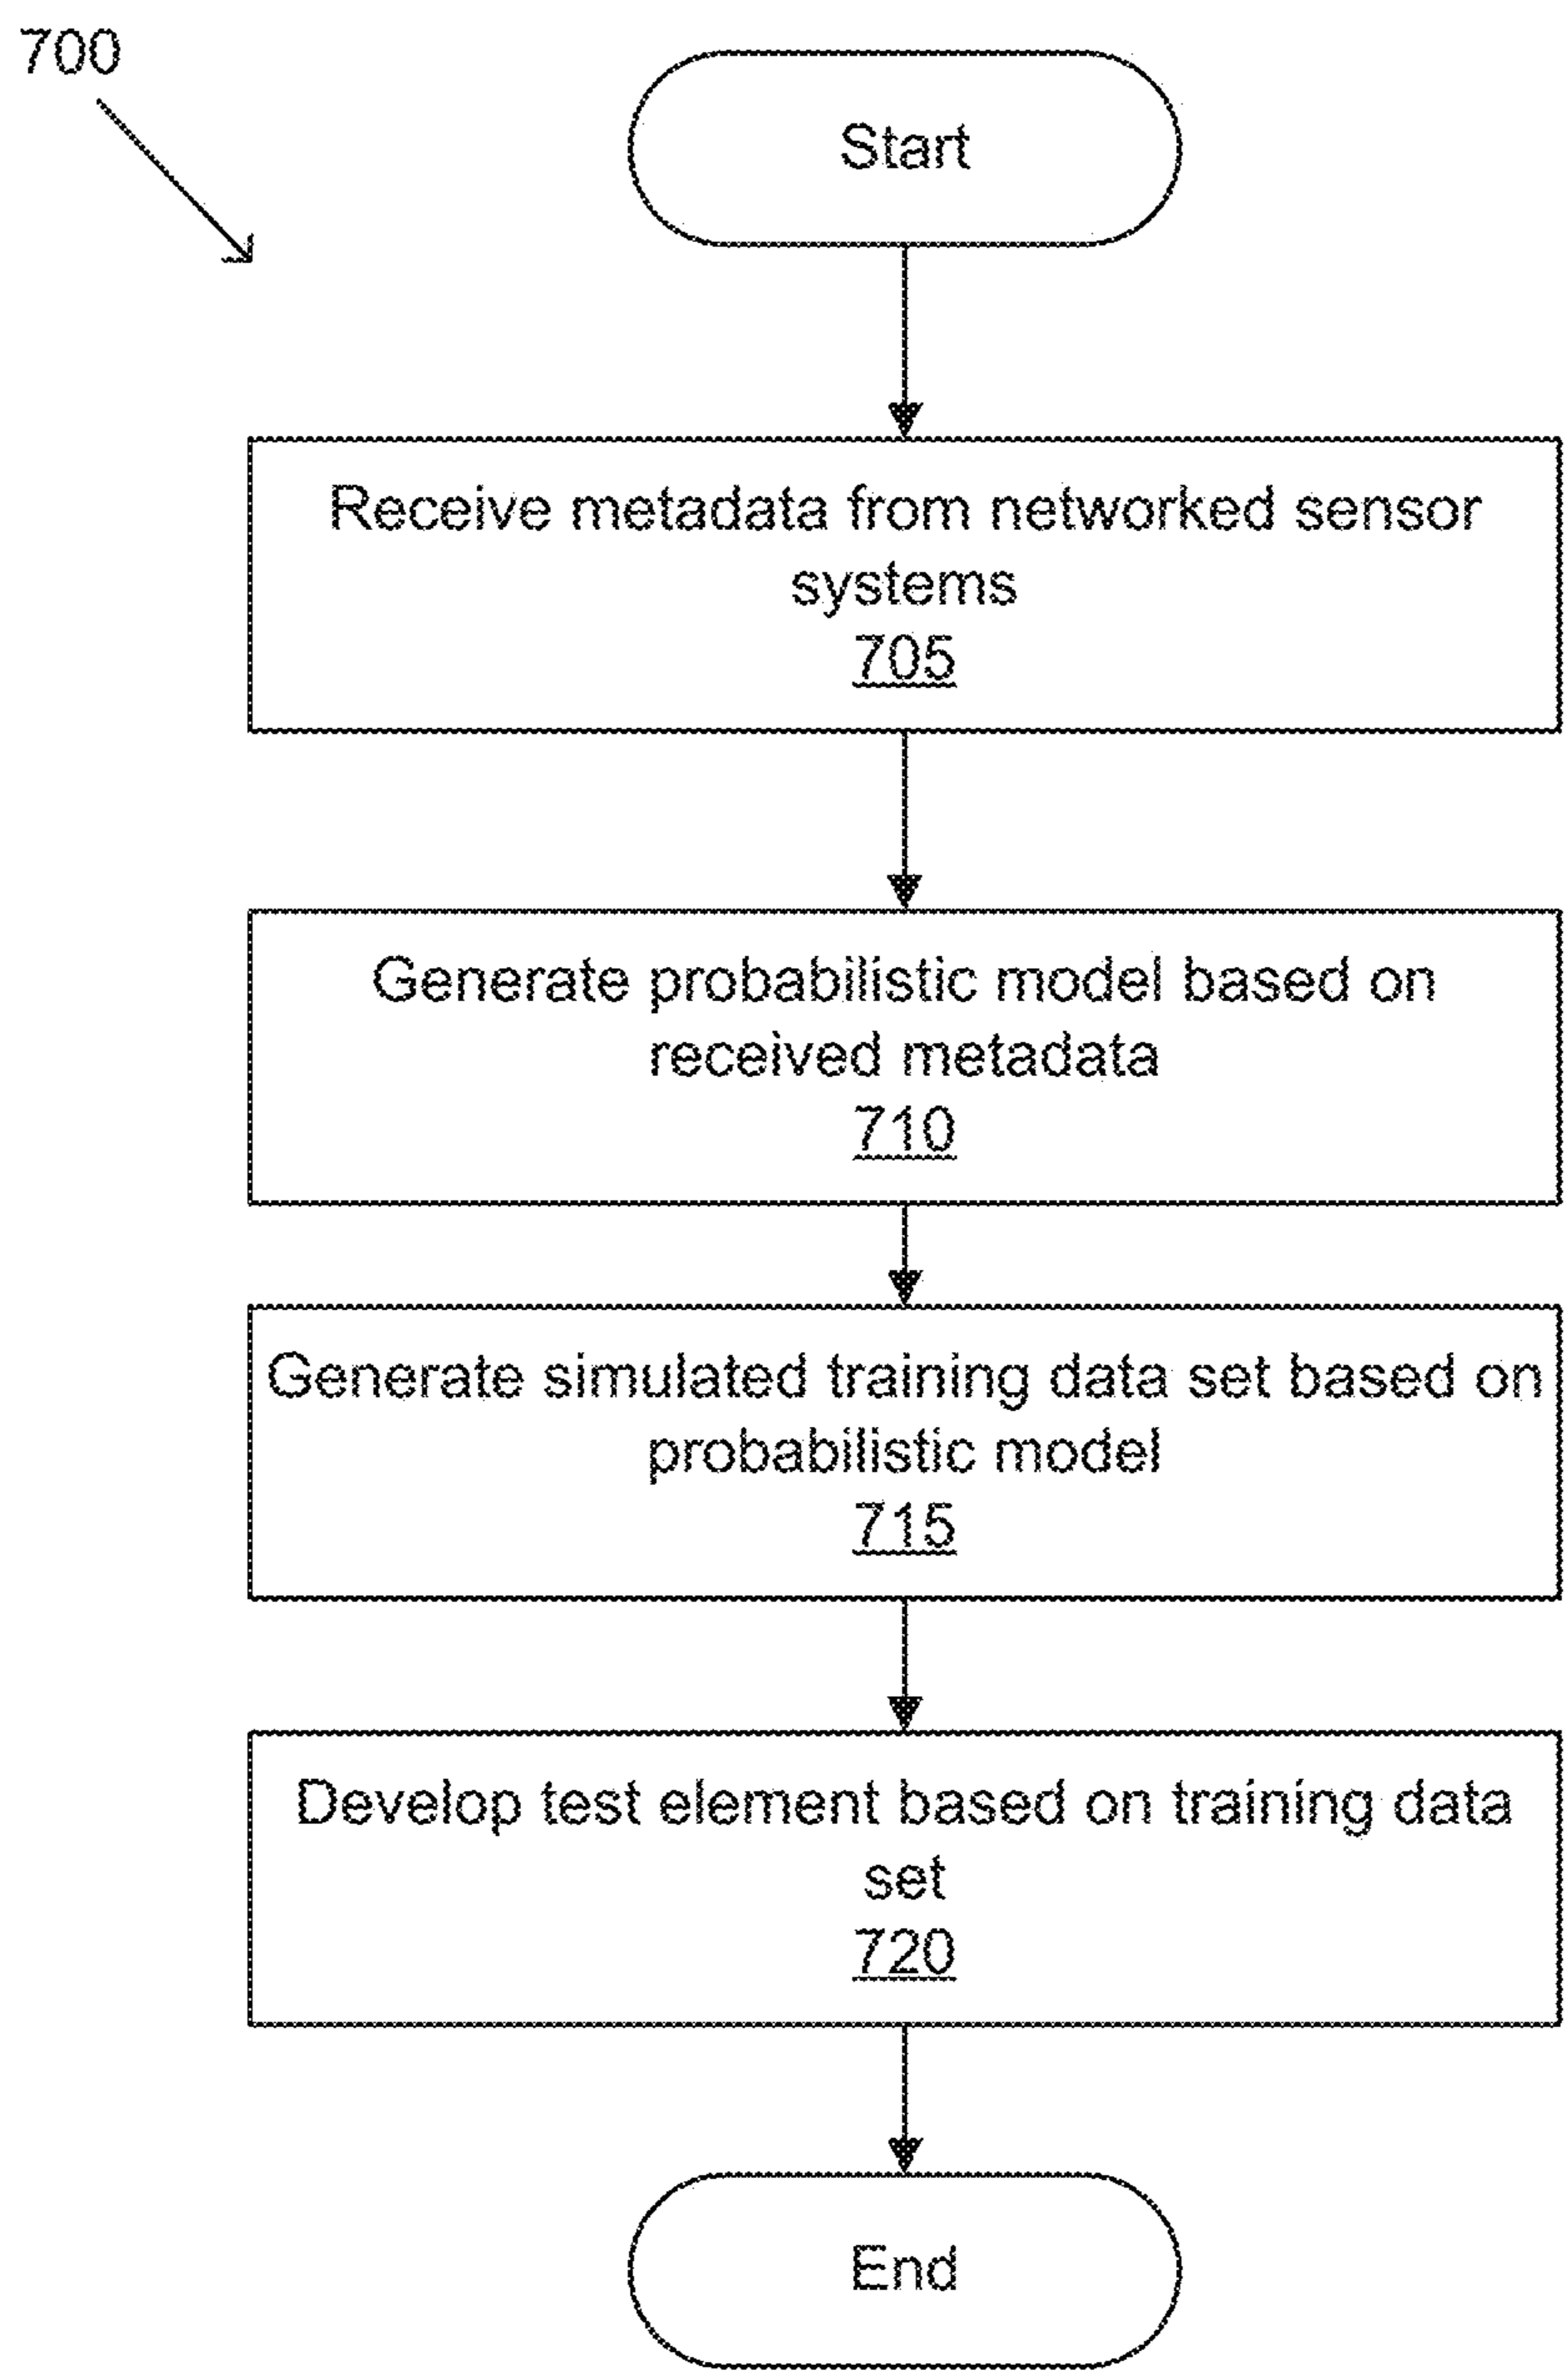 700
Start
Receive metadata from networked sensor
systems
705
Generate probabilistic model based on
received metadata
710
Generate simulated training data set based on
probabilistic model
715
Develop test element based on training data
set
720
End